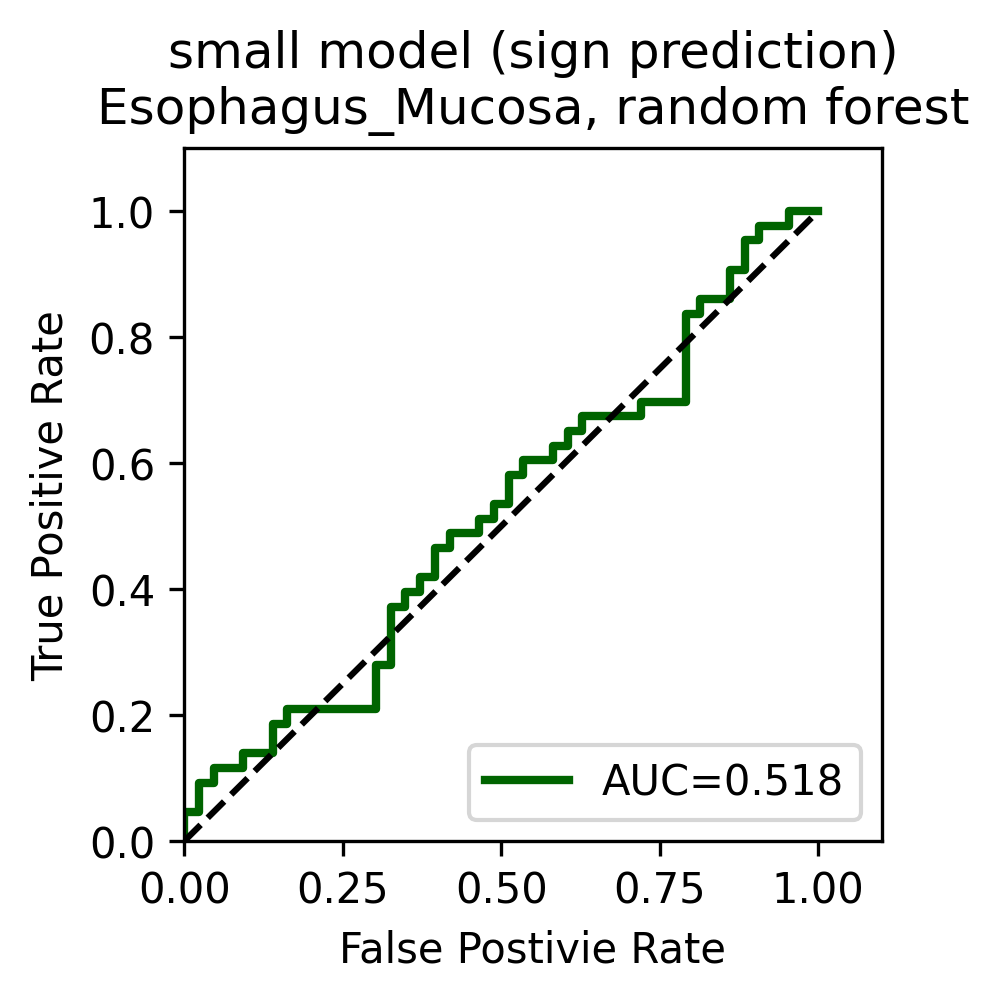 small model (sign prediction)
Esophagus_Mucosa, random forest
True Positive Rate
1.0
0.8
0.6
0.4
0.2
0.0
AUC=0.518
0.00 0.25 0.50 0.75 1.00
False Postivie Rate